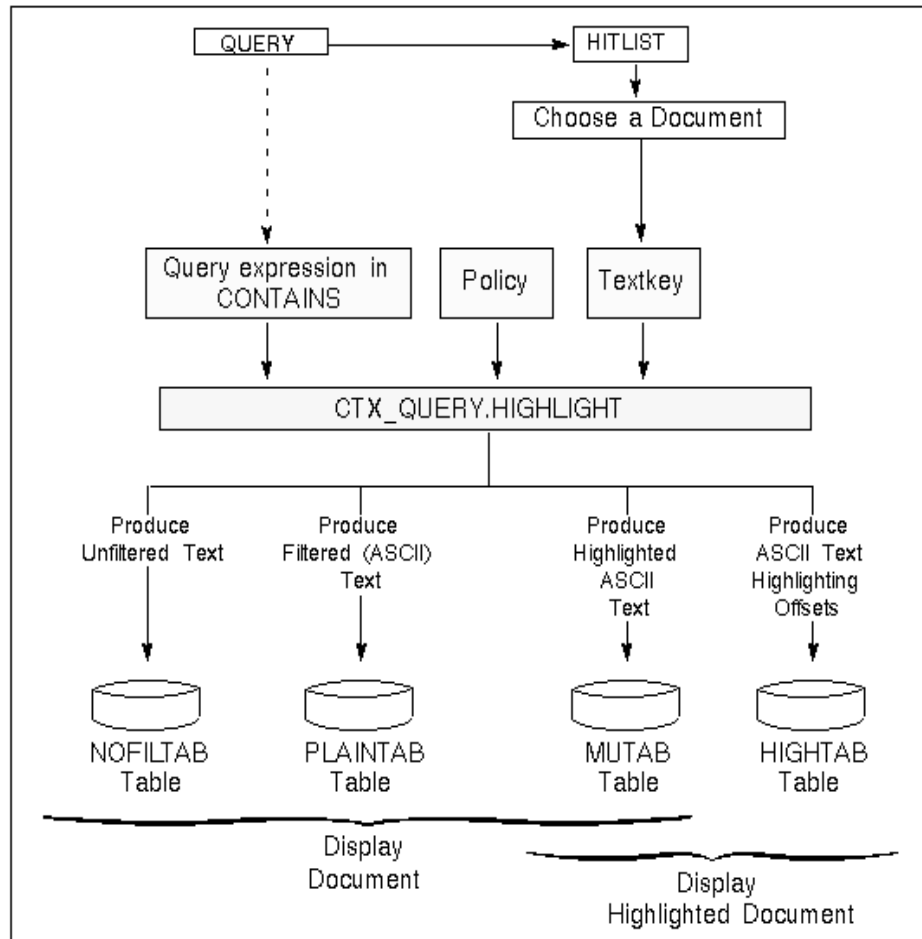 QUERY
HITLIST
Choose a Document
Query expression in
CONTAINS
Policy
Textkey
CTX_QUERY.HIGHLIGHT
Produce
Unfiltered Text
Produce
Filtered (ASCII)
Text
Produce
Highlighted
ASCII
Text
Produce
ASCII Text
Highlighting
Offsets
NOFILTAB
Table
PLAINTAB
Table
MUTAB
Table
HIGHTAB
Table
Display
Document
Display
Highlighted Document